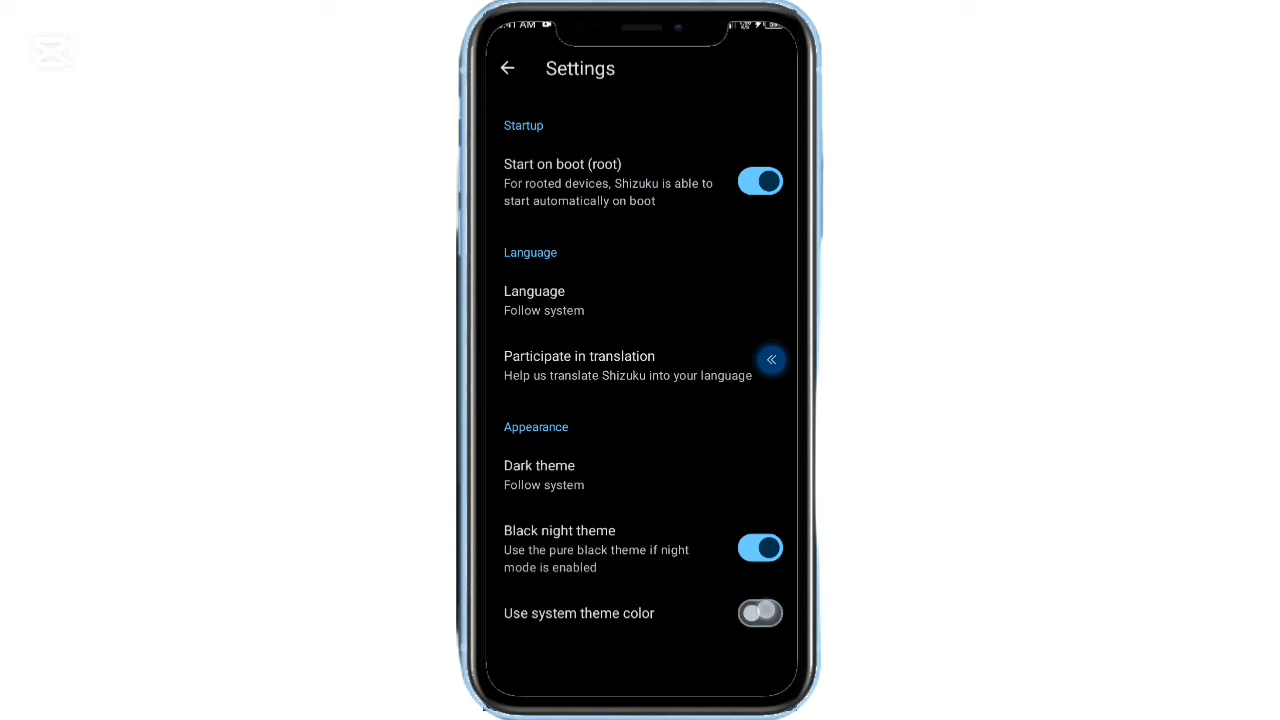 :41 AM
Settings
Startup
Start on boot (root)
For rooted devices, Shizuku is able to
start automatically on boot
Language
Language
Follow system
Participate in translation
Help us translate Shizuku into your language
Appearance
Dark theme
Follow system
Black night theme
Use the pure black theme if night
mode is enabled
Use system theme color